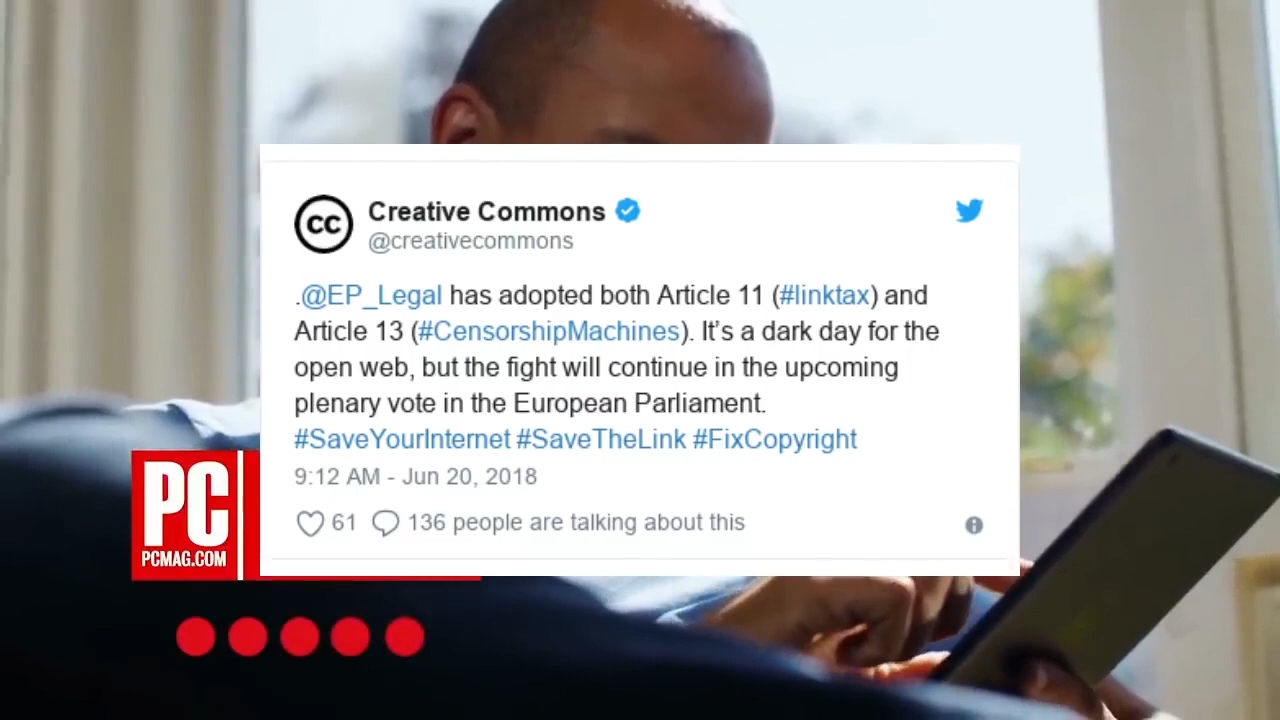 cc
Creative Commons
@creativecommons
.@EP_Legal has adopted both Article 11 (#linktax) and
Article 13 (#CensorshipMachines). It’s a dark day for the
open web, but the fight will continue in the upcoming
plenary vote in the European Parliament.
#SaveYourInternet #SaveTheLink #FixCopyright
9:12 AM - Jun 20, 2018
61 136 people are talking about this
PC
PCMAG.COM